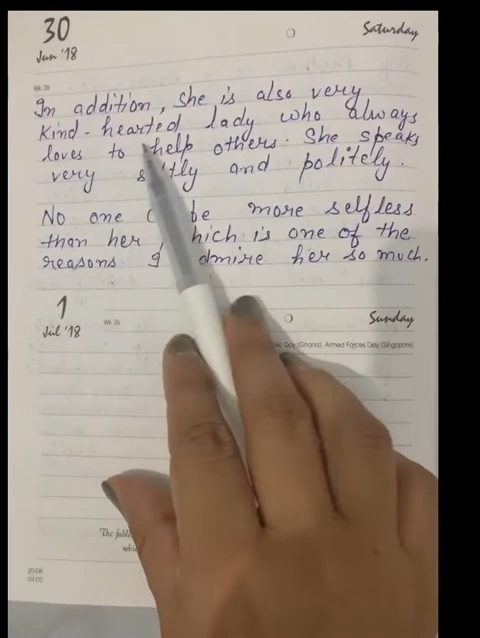 30
Jun '18
Saturday
Wk 26
In addition, she is also very
kind-hearted lady who always
loves to help others. She speaks
very and politely.
No one be more selfless
than her, is one of the
reasons I her so much.
1
Jul '18
Wk 26
Sunday
Day (Ghana), Armed Forces Day (Singapore)
The